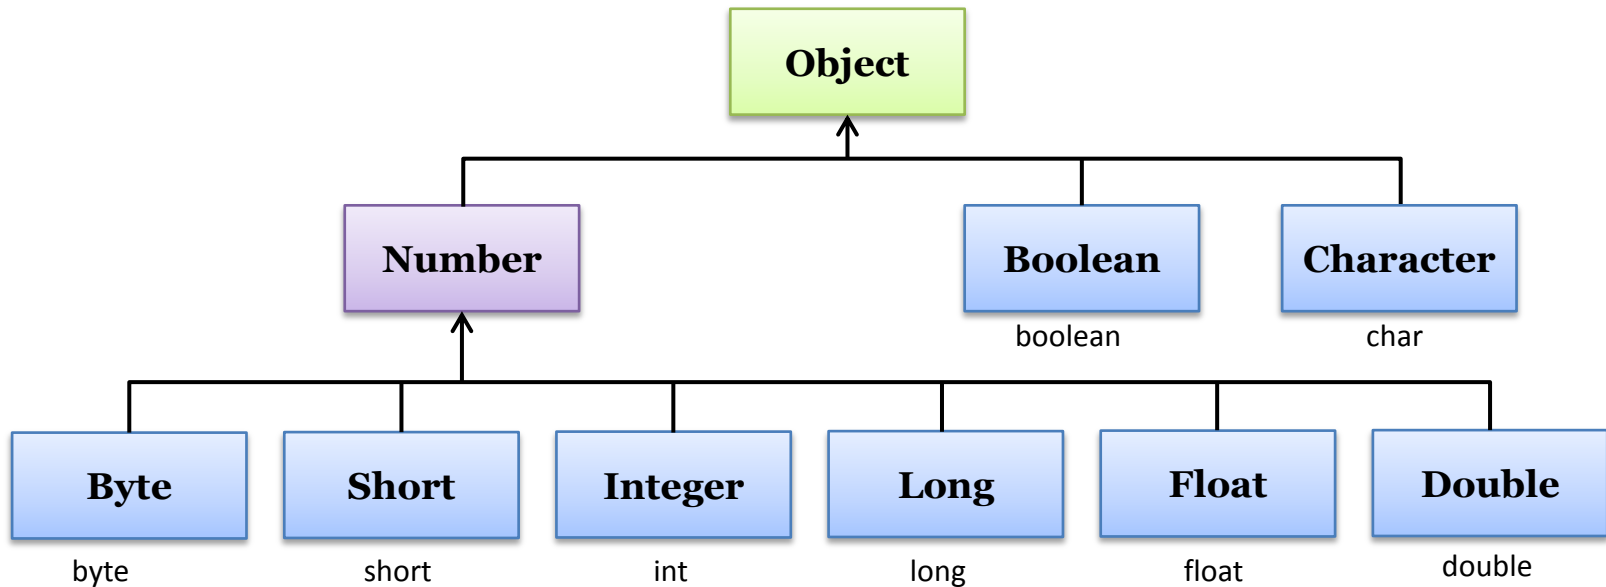 Object
Number Boolean Character
boolean char
Byte Short Integer Long Float Double
byte short int long float double